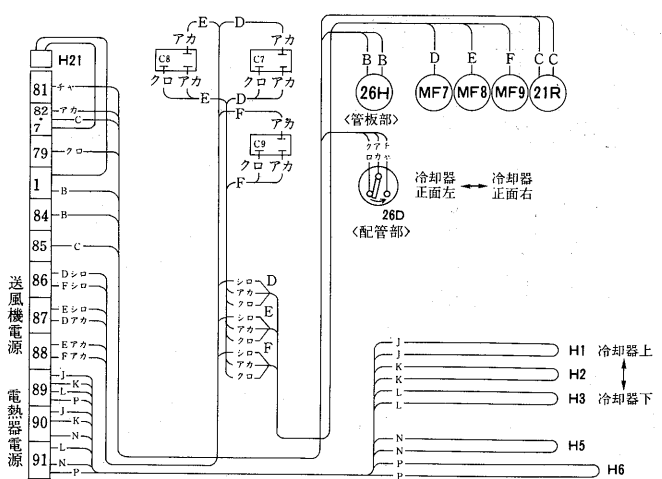 H21
81 チャ
82 アカ
* C
7
79 クロ
1 B
84 B
85 C
86 Dシロ
Fシロ
87 Eシロ
Dアカ
88 Eアカ
Fアカ
89 J
K
L
P
90 J
K
N
91 L
N
P
送風機電源
電熱器電源
E D
アカ
C8
クロ アカ
E
アカ
C7
クロ アカ
D
F
アカ
C9
クロ アカ
F
シロ D
アカ
クロ
シロ E
アカ
クロ
シロ F
アカ
クロ
B B D E F C C
26H MF7 MF8 MF9 21R
〈管板部〉
クロ アカ チャ
26D
〈配管部〉
冷却器 正面左
冷却器 正面右
J
J H1 冷却器上
K
K H2
L
L H3 冷却器下
N
N H5
P
P H6